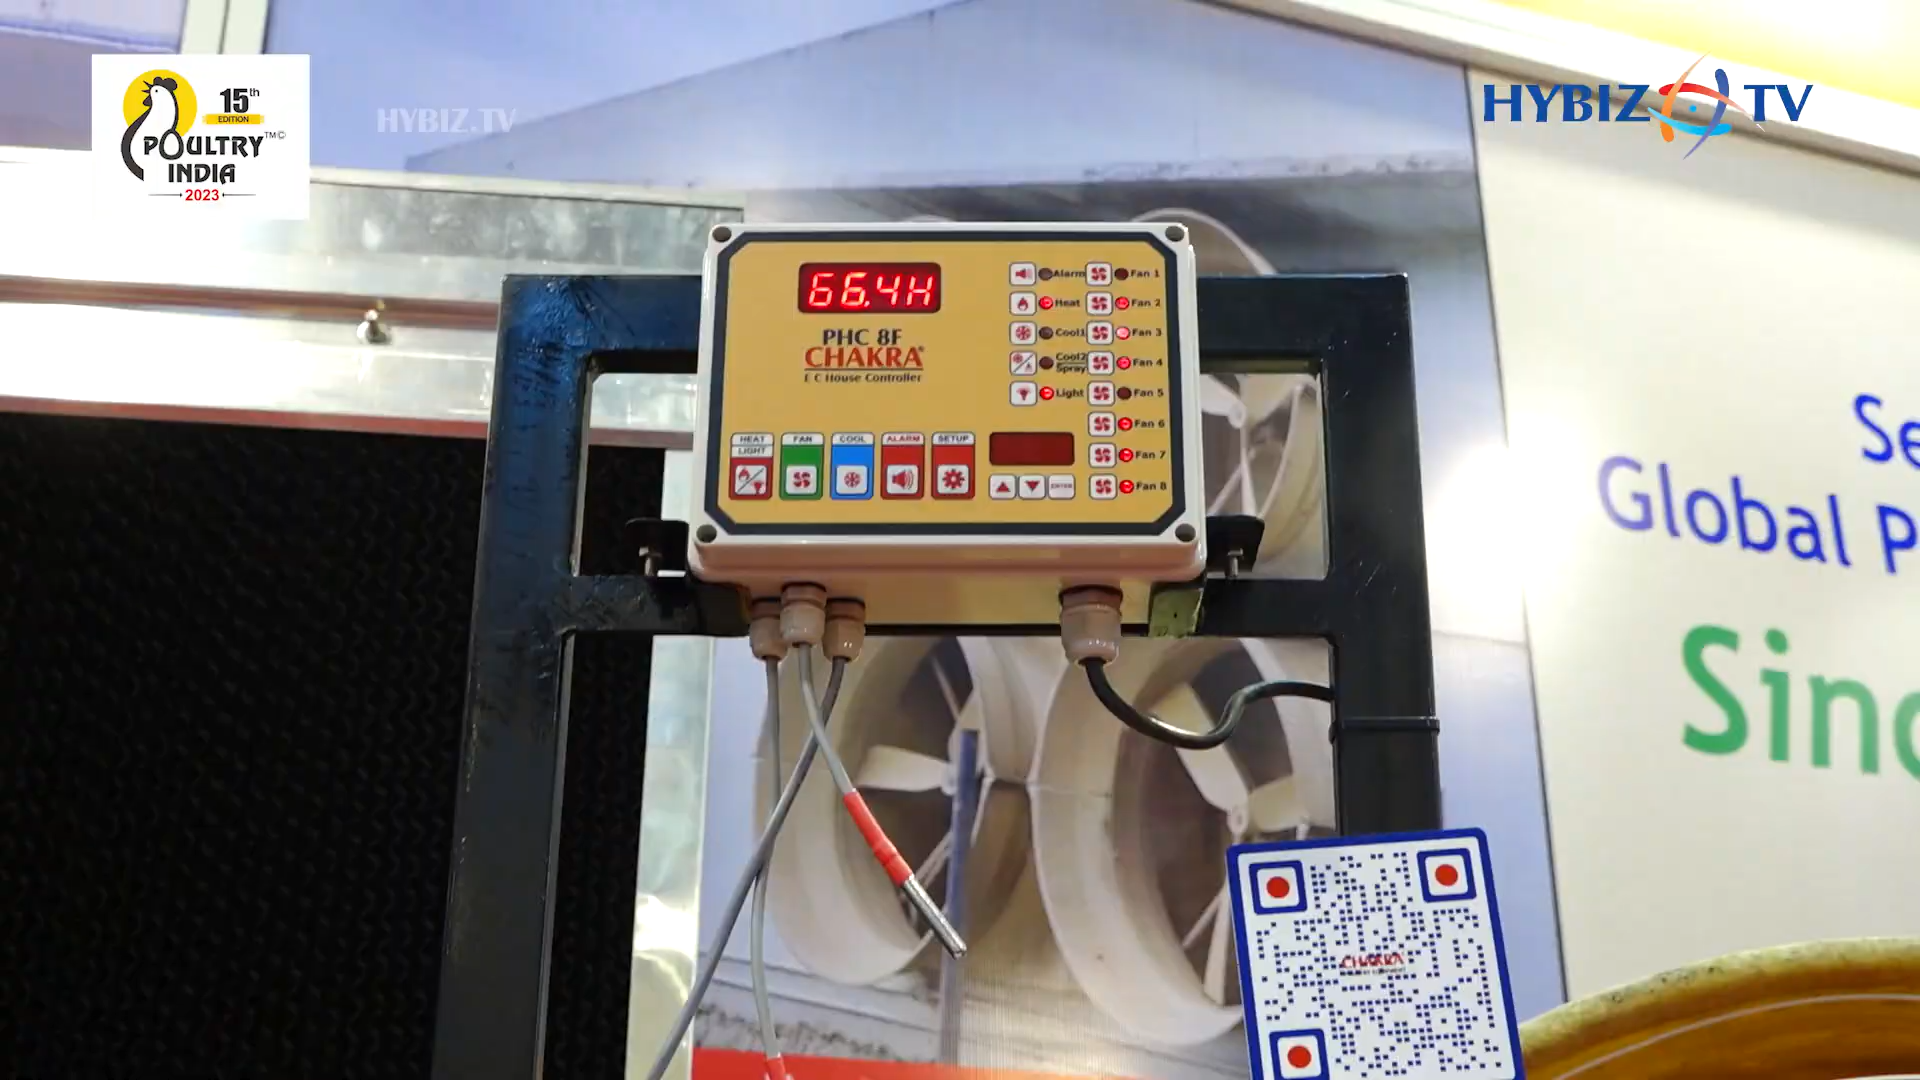 15th
EDITION
POULTRY™©
INDIA
2023
HYBIZ.TV
HYBIZ TV
66.4H
PHC 8F
CHAKRA®
E C House Controller
Alarm
Heat
Cool1
Cool2
Spray
Light
Fan 1
Fan 2
Fan 3
Fan 4
Fan 5
Fan 6
Fan 7
Fan 8
HEAT
LIGHT
FAN
COOL
ALARM
SETUP
ENTER
Se
Global P
Sinc
CHAKRA